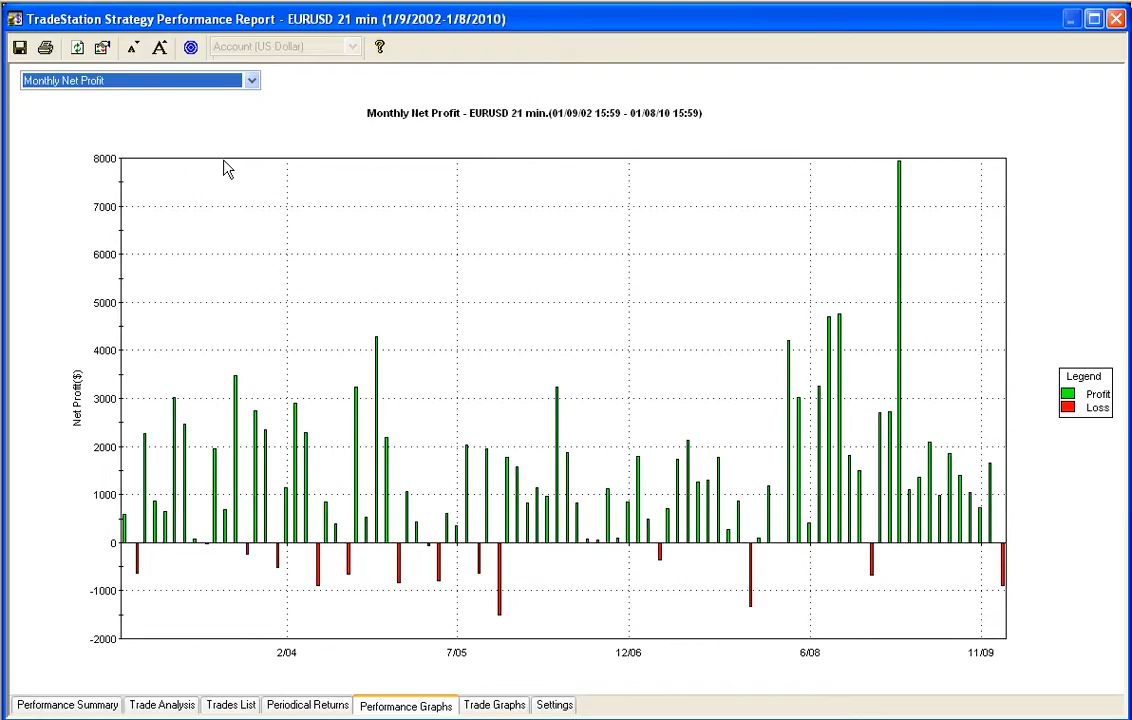 TradeStation Strategy Performance Report - EURUSD 21 min (1/9/2002-1/8/2010)
Account (US Dollar)
Monthly Net Profit
Monthly Net Profit - EURUSD 21 min.(01/09/02 15:59 - 01/08/10 15:59)
8000
7000
6000
5000
4000
3000
2000
1000
0
-1000
-2000
Net Profit($)
2/04 7/05 12/06 6/08 11/09
Legend
Profit
Loss
Performance Summary Trade Analysis Trades List Periodical Returns Performance Graphs Trade Graphs Settings